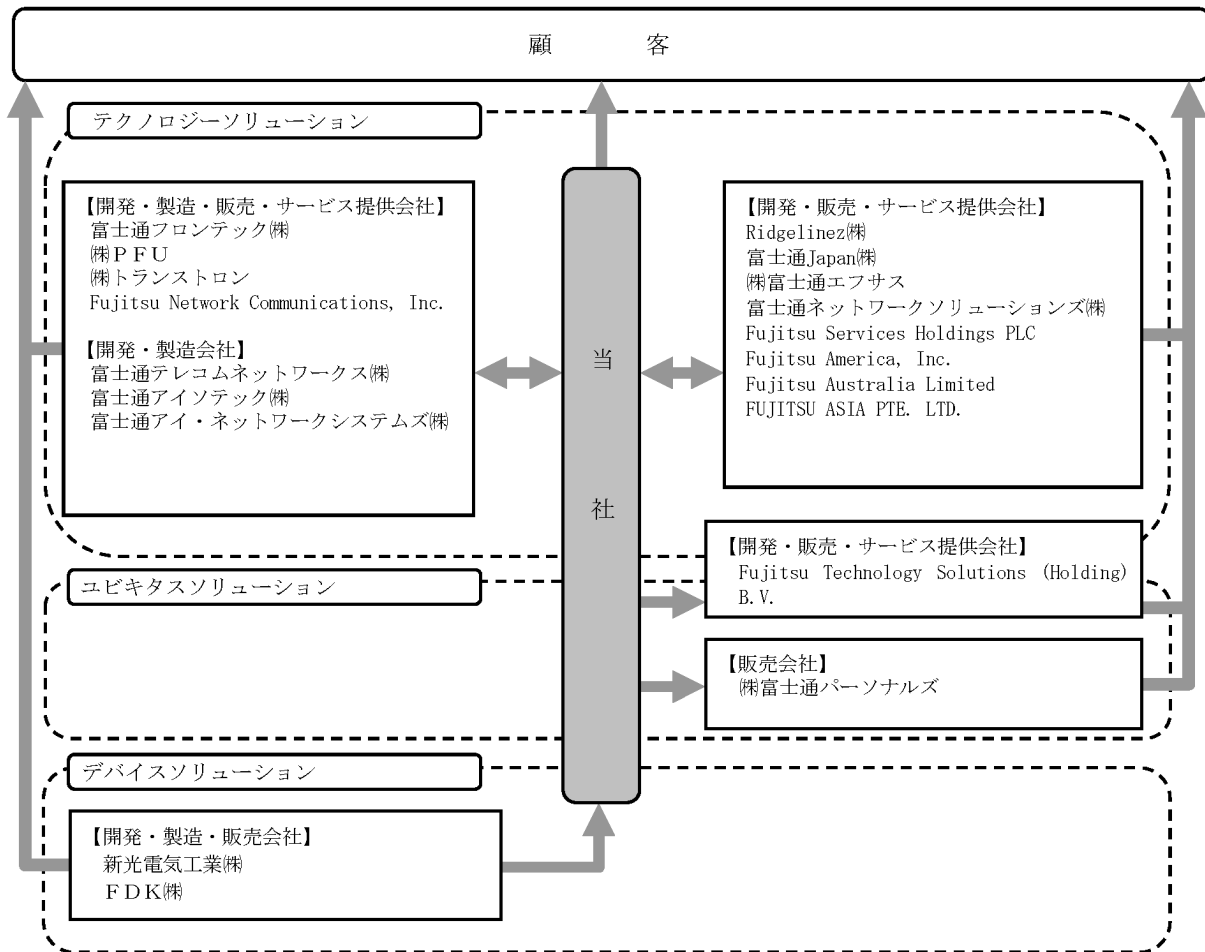 顧　客
テクノロジーソリューション
【開発・製造・販売・サービス提供会社】
富士通フロンテック㈱
㈱ＰＦＵ
㈱トランストロン
Fujitsu Network Communications, Inc.
【開発・製造会社】
富士通テレコムネットワークス㈱
富士通アイソテック㈱
富士通アイ・ネットワークシステムズ㈱
当
社
【開発・販売・サービス提供会社】
Ridgelinez㈱
富士通Japan㈱
㈱富士通エフサス
富士通ネットワークソリューションズ㈱
Fujitsu Services Holdings PLC
Fujitsu America, Inc.
Fujitsu Australia Limited
FUJITSU ASIA PTE. LTD.
【開発・販売・サービス提供会社】
Fujitsu Technology Solutions (Holding)
B.V.
ユビキタスソリューション
【販売会社】
㈱富士通パーソナルズ
デバイスソリューション
【開発・製造・販売会社】
新光電気工業㈱
ＦＤＫ㈱